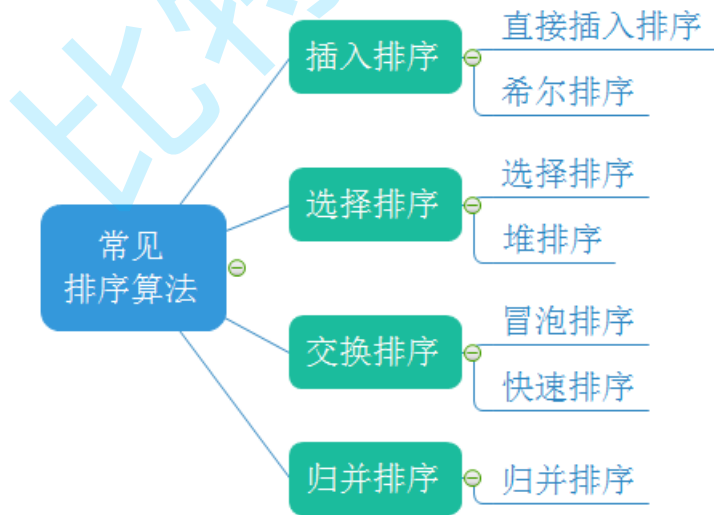 比特
常见
排序算法
插入排序
直接插入排序
希尔排序
选择排序
选择排序
堆排序
交换排序
冒泡排序
快速排序
归并排序
归并排序